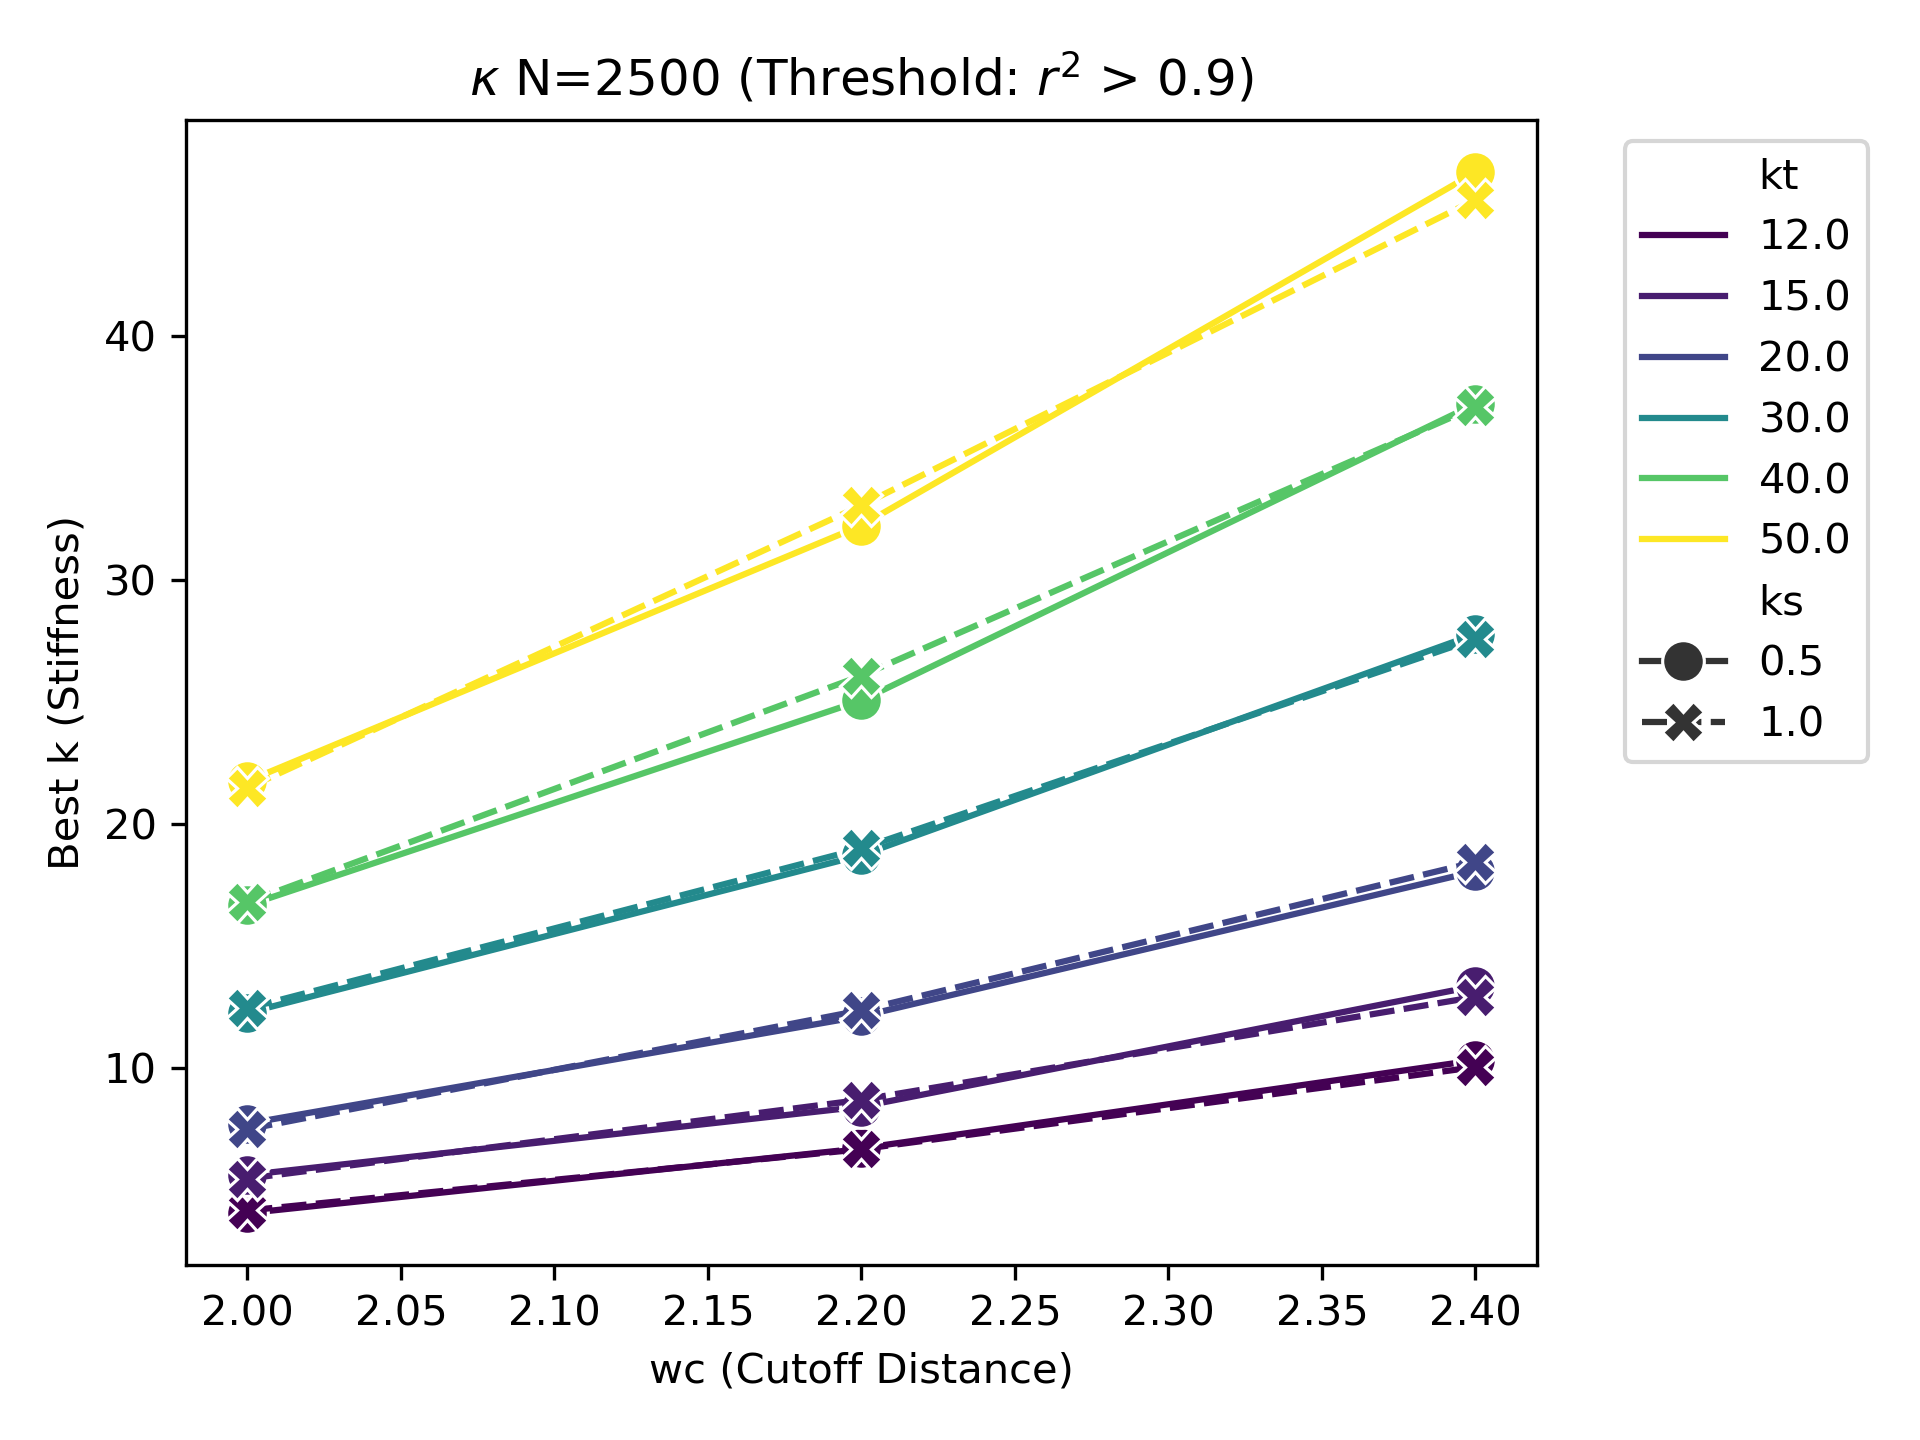 κ N=2500 (Threshold: r² > 0.9)
Best k (Stiffness)
40
30
20
10
2.00 2.05 2.10 2.15 2.20 2.25 2.30 2.35 2.40
wc (Cutoff Distance)
kt
12.0
15.0
20.0
30.0
40.0
50.0
ks
0.5
1.0